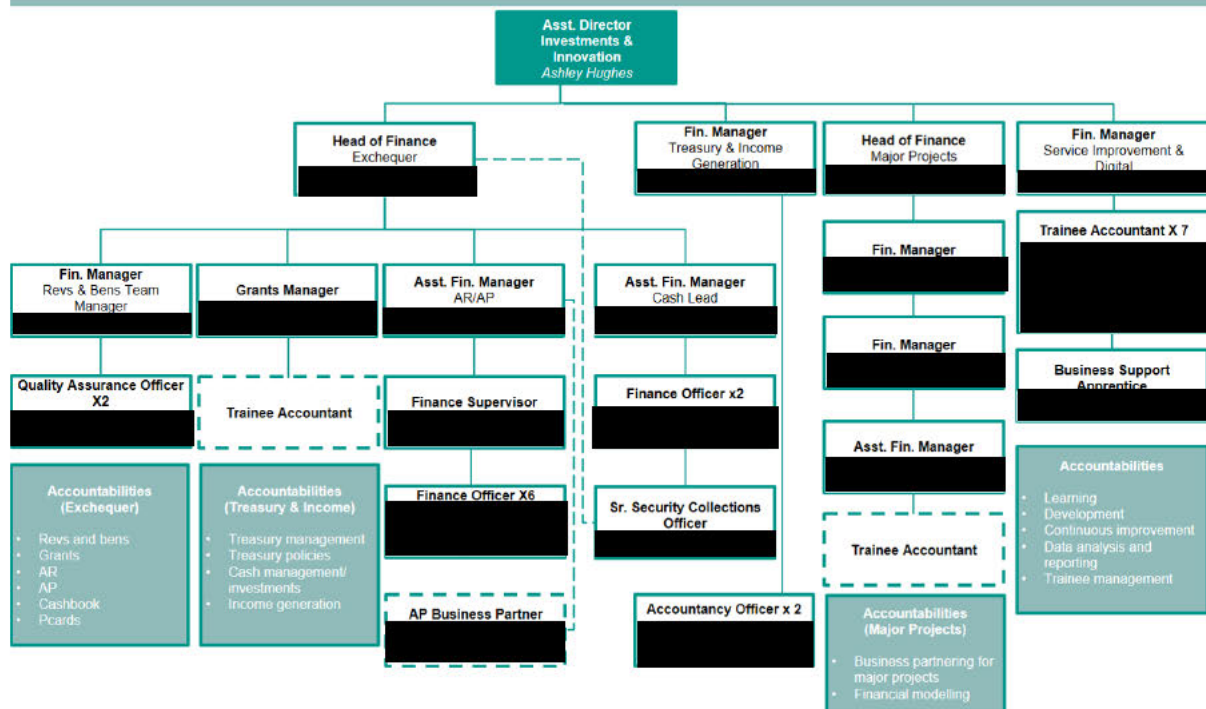 Asst. Director
Investments &
Innovation
Ashley Hughes
Head of Finance
Exchequer
Fin. Manager
Treasury & Income
Generation
Head of Finance
Major Projects
Fin. Manager
Service Improvement &
Digital
Fin. Manager
Revs & Bens Team
Manager
Grants Manager
Asst. Fin. Manager
AR/AP
Asst. Fin. Manager
Cash Lead
Fin. Manager
Trainee Accountant X 7
Quality Assurance Officer
X2
Trainee Accountant
Finance Supervisor
Finance Officer x2
Fin. Manager
Business Support
Apprentice
Asst. Fin. Manager
Accountabilities
(Exchequer)
• Revs and bens
• Grants
• AR
• AP
• Cashbook
• Pcards
Accountabilities
(Treasury & Income)
• Treasury management
• Treasury policies
• Cash management/
investments
• Income generation
Finance Officer X6
Sr. Security Collections
Officer
AP Business Partner
Accountancy Officer x 2
Trainee Accountant
Accountabilities
(Major Projects)
• Business partnering for
major projects
• Financial modelling
Accountabilities
• Learning
• Development
• Continuous improvement
• Data analysis and
reporting
• Trainee management